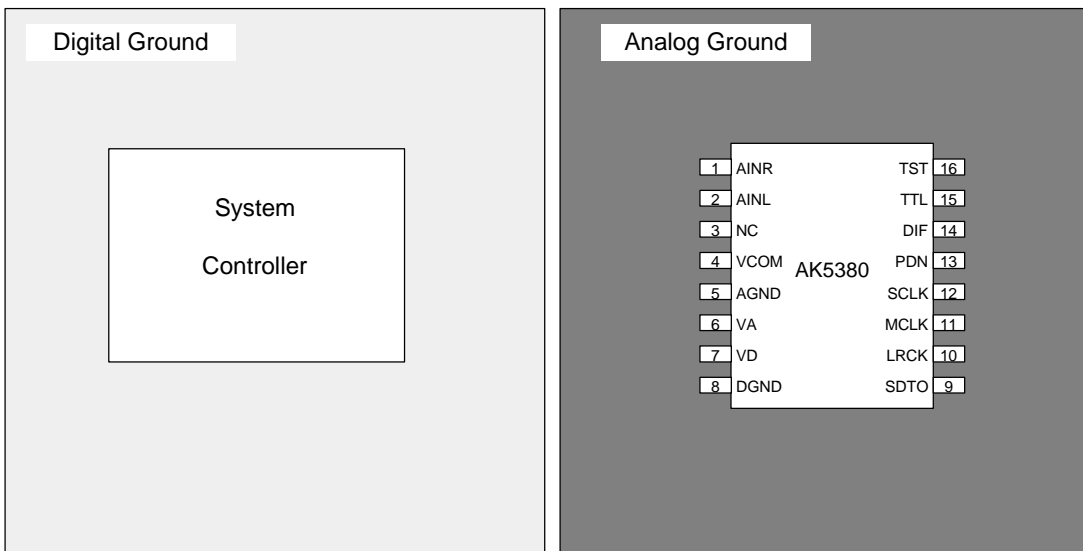 Digital Ground
System
Controller
Analog Ground
1 AINR TST 16
2 AINL TTL 15
3 NC DIF 14
4 VCOM PDN 13
AK5380
5 AGND SCLK 12
6 VA MCLK 11
7 VD LRCK 10
8 DGND SDTO 9